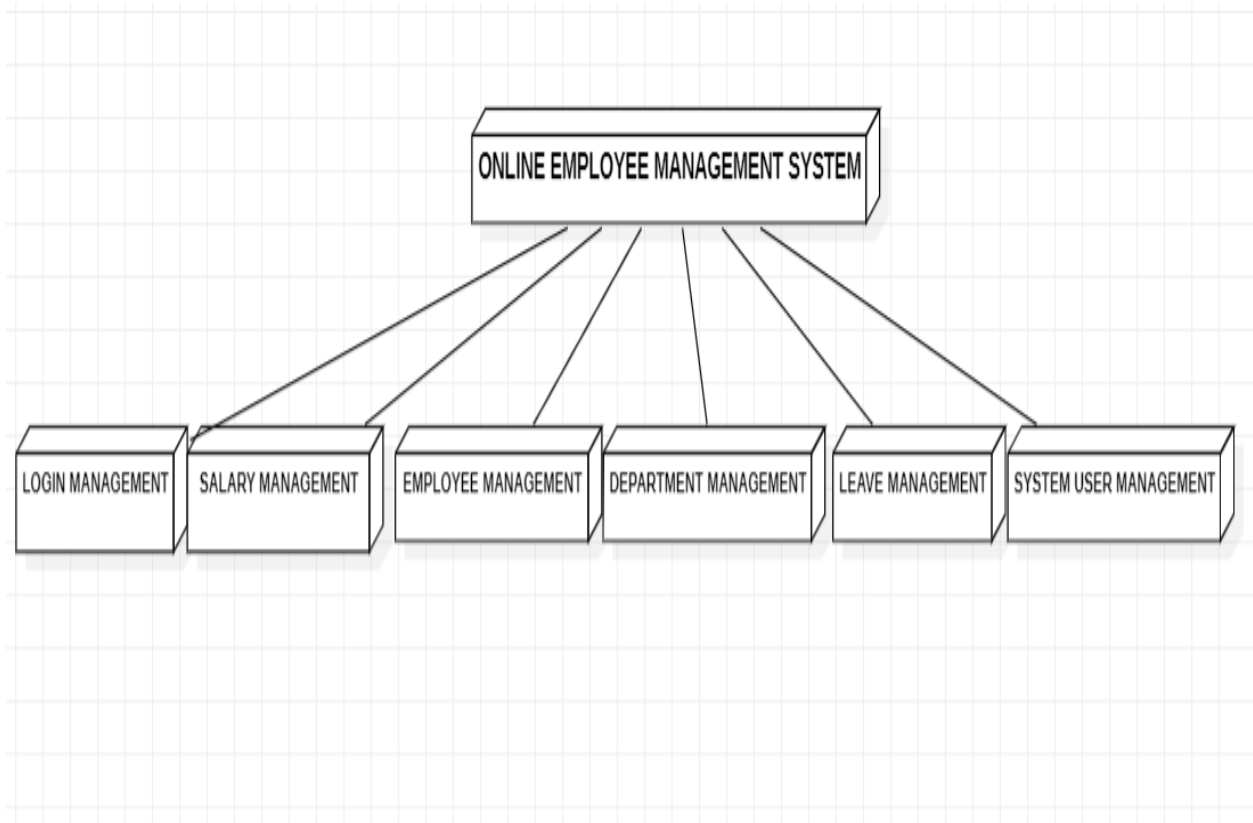 ONLINE EMPLOYEE MANAGEMENT SYSTEM
LOGIN MANAGEMENT
SALARY MANAGEMENT
EMPLOYEE MANAGEMENT
DEPARTMENT MANAGEMENT
LEAVE MANAGEMENT
SYSTEM USER MANAGEMENT